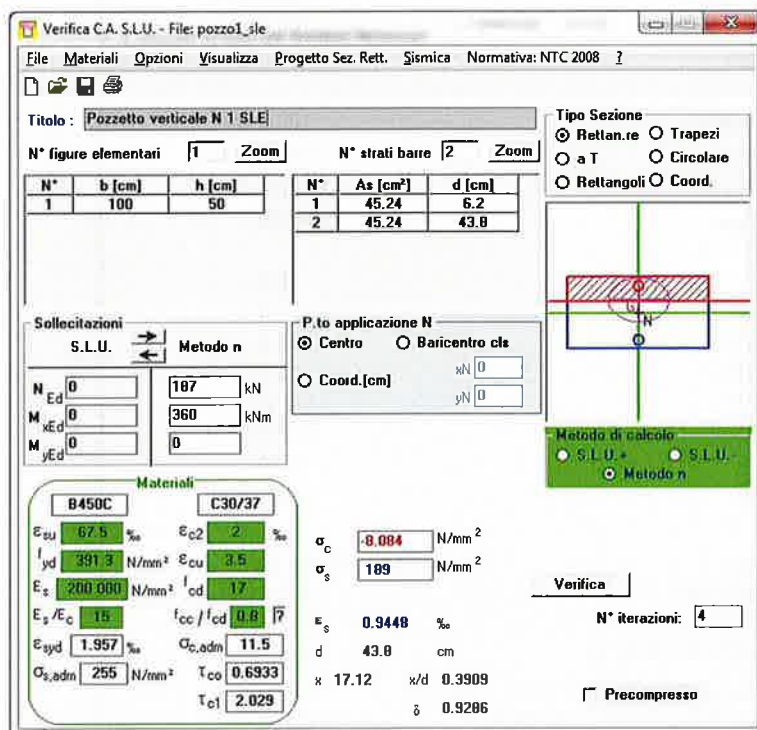 Verifica C.A. S.L.U. - File: pozzo1_sle
File Materiali Opzioni Visualizza Progetto Sez. Rett. Sismica Normativa: NTC 2008 ?
Titolo : Pozzetto verticale N 1 SLE
N° figure elementari 1 Zoom
N° strati barre 2 Zoom
N° b [cm] h [cm]
1 100 50
N° As [cm²] d [cm]
1 45.24 6.2
2 45.24 43.8
Tipo Sezione
Rettan.re Trapezi
a T Circolare
Rettangoli Coord.
G
N
Sollecitazioni
S.L.U. Metodo n
N Ed 0 187 kN
M xEd 0 360 kNm
M yEd 0 0
P.to applicazione N
Centro Baricentro cls
Coord.[cm]
xN 0
yN 0
Metodo di calcolo
S.L.U.+ S.L.U.-
Metodo n
Materiali
B450C C30/37
εsu 67.5 ‰ εc2 2 ‰
fyd 391.3 N/mm² εcu 3.5
Es 200.000 N/mm² fcd 17
Es/Ec 15 fcc / fcd 0.8 ?
εsyd 1.957 ‰ σc,adm 11.5
σs,adm 255 N/mm² τco 0.6933
τc1 2.029
σc -8.084 N/mm²
σs 189 N/mm²
εs 0.9448 ‰
d 43.8 cm
x 17.12 x/d 0.3909
δ 0.9286
Verifica
N° iterazioni: 4
Precompresso